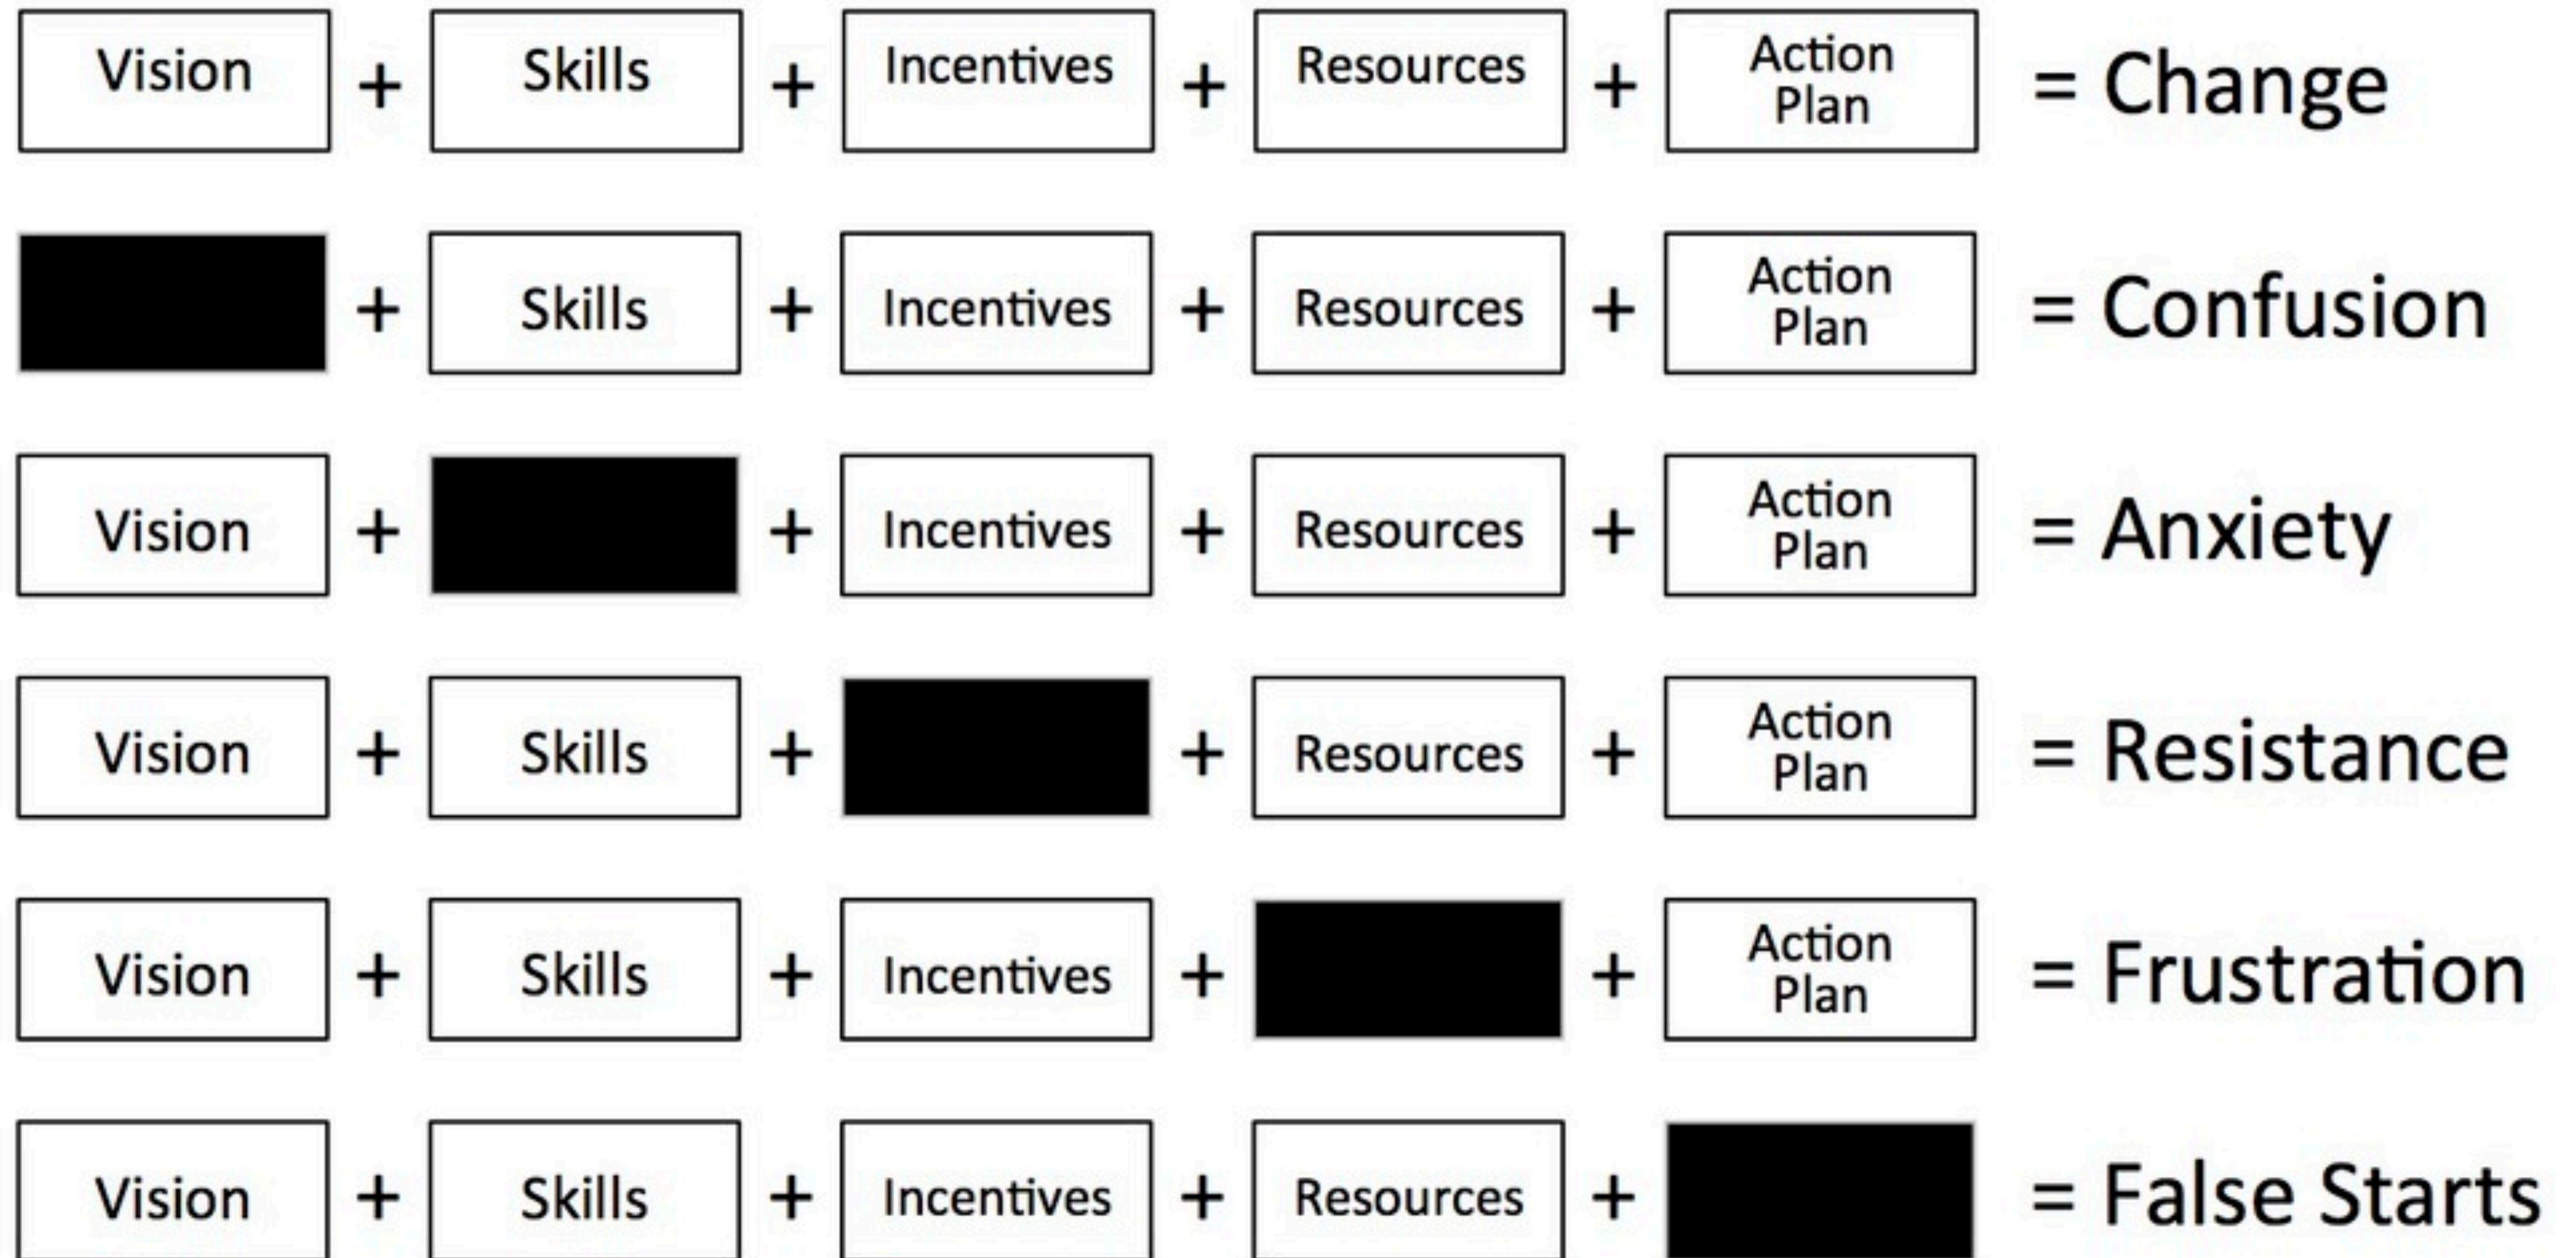 Vision + Skills + Incentives + Resources + Action Plan = Change
+ Skills + Incentives + Resources + Action Plan = Confusion
Vision + + Incentives + Resources + Action Plan = Anxiety
Vision + Skills + + Resources + Action Plan = Resistance
Vision + Skills + Incentives + + Action Plan = Frustration
Vision + Skills + Incentives + Resources + = False Starts